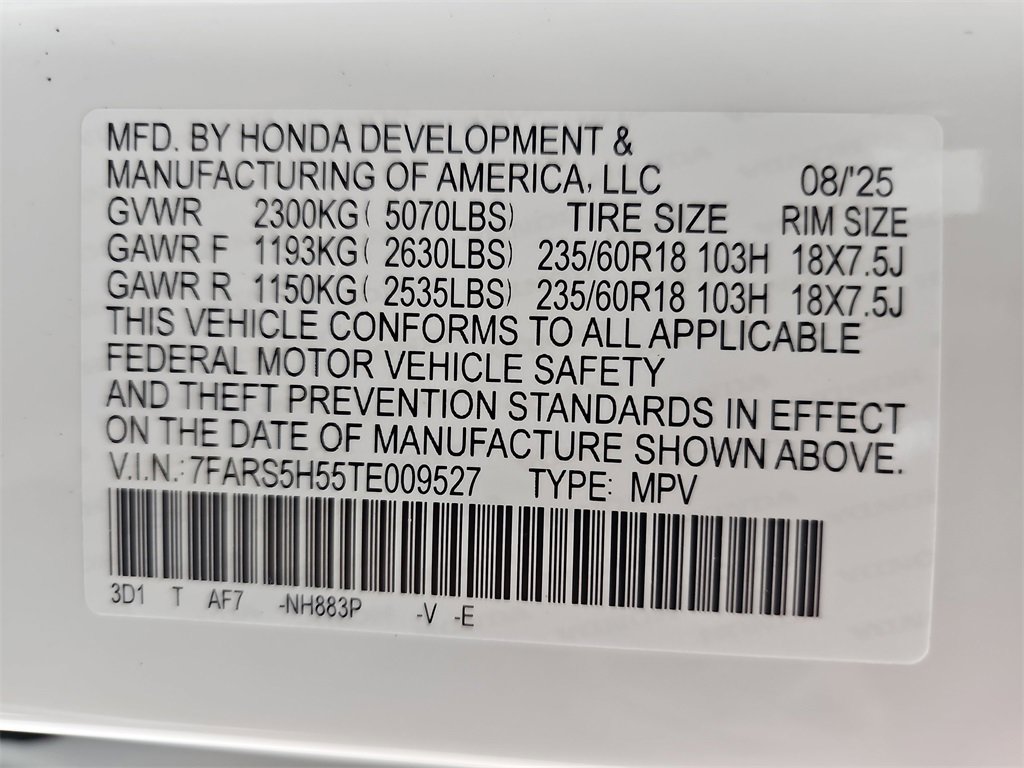 MFD. BY HONDA DEVELOPMENT &
MANUFACTURING OF AMERICA, LLC 08/'25
GVWR 2300KG( 5070LBS) TIRE SIZE RIM SIZE
GAWR F 1193KG( 2630LBS) 235/60R18 103H 18X7.5J
GAWR R 1150KG( 2535LBS) 235/60R18 103H 18X7.5J
THIS VEHICLE CONFORMS TO ALL APPLICABLE
FEDERAL MOTOR VEHICLE SAFETY
AND THEFT PREVENTION STANDARDS IN EFFECT
ON THE DATE OF MANUFACTURE SHOWN ABOVE.
V.I.N.: 7FARS5H55TE009527 TYPE: MPV
3D1 T AF7 -NH883P -V -E